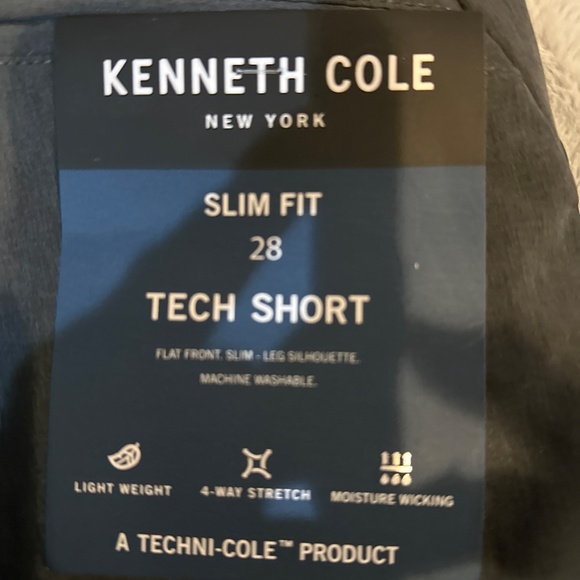 KENNETH COLE
NEW YORK
SLIM FIT
28
TECH SHORT
FLAT FRONT. SLIM - LEG SILHOUETTE.
MACHINE WASHABLE.
LIGHT WEIGHT 4-WAY STRETCH MOISTURE WICKING
A TECHNI-COLE™ PRODUCT